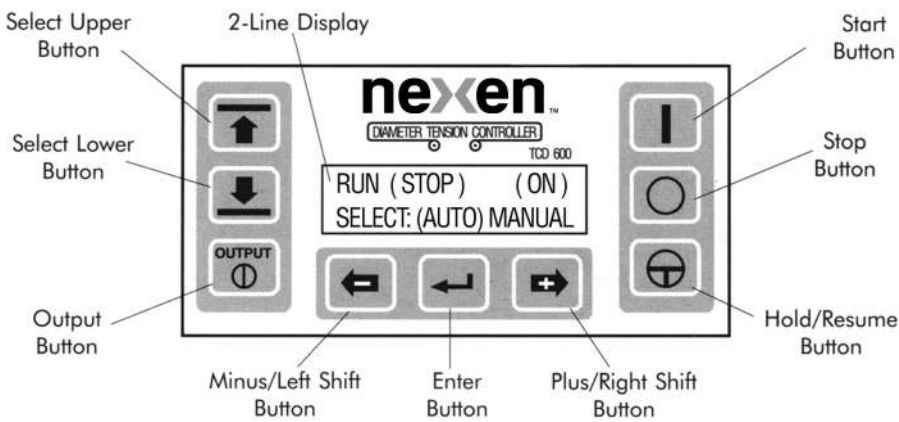 Select Upper
Button
2-Line Display
Start
Button
nexen™
DIAMETER TENSION CONTROLLER
TCD 600
Select Lower
Button
Stop
Button
RUN (STOP) (ON)
SELECT: (AUTO) MANUAL
OUTPUT
Output
Button
Hold/Resume
Button
Minus/Left Shift
Button
Enter
Button
Plus/Right Shift
Button